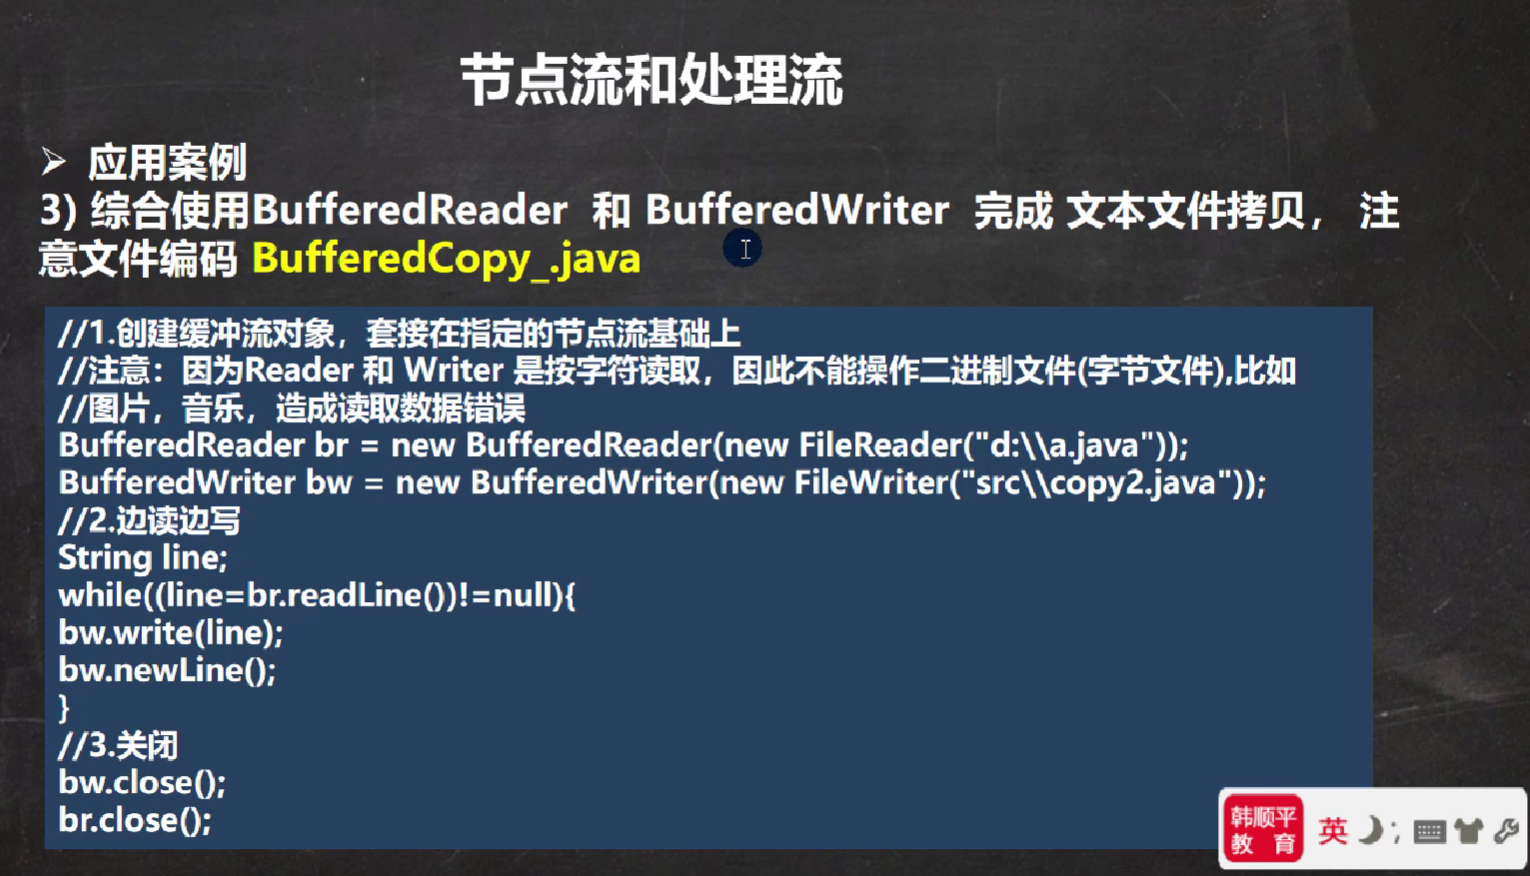 节点流和处理流
➢ 应用案例
3) 综合使用BufferedReader 和 BufferedWriter 完成 文本文件拷贝， 注
意文件编码 BufferedCopy_.java
//1.创建缓冲流对象，套接在指定的节点流基础上
//注意：因为Reader 和 Writer 是按字符读取，因此不能操作二进制文件(字节文件),比如
//图片，音乐，造成读取数据错误
BufferedReader br = new BufferedReader(new FileReader("d:\\a.java"));
BufferedWriter bw = new BufferedWriter(new FileWriter("src\\copy2.java"));
//2.边读边写
String line;
while((line=br.readLine())!=null){
bw.write(line);
bw.newLine();
}
//3.关闭
bw.close();
br.close();
韩顺平
教 育
英